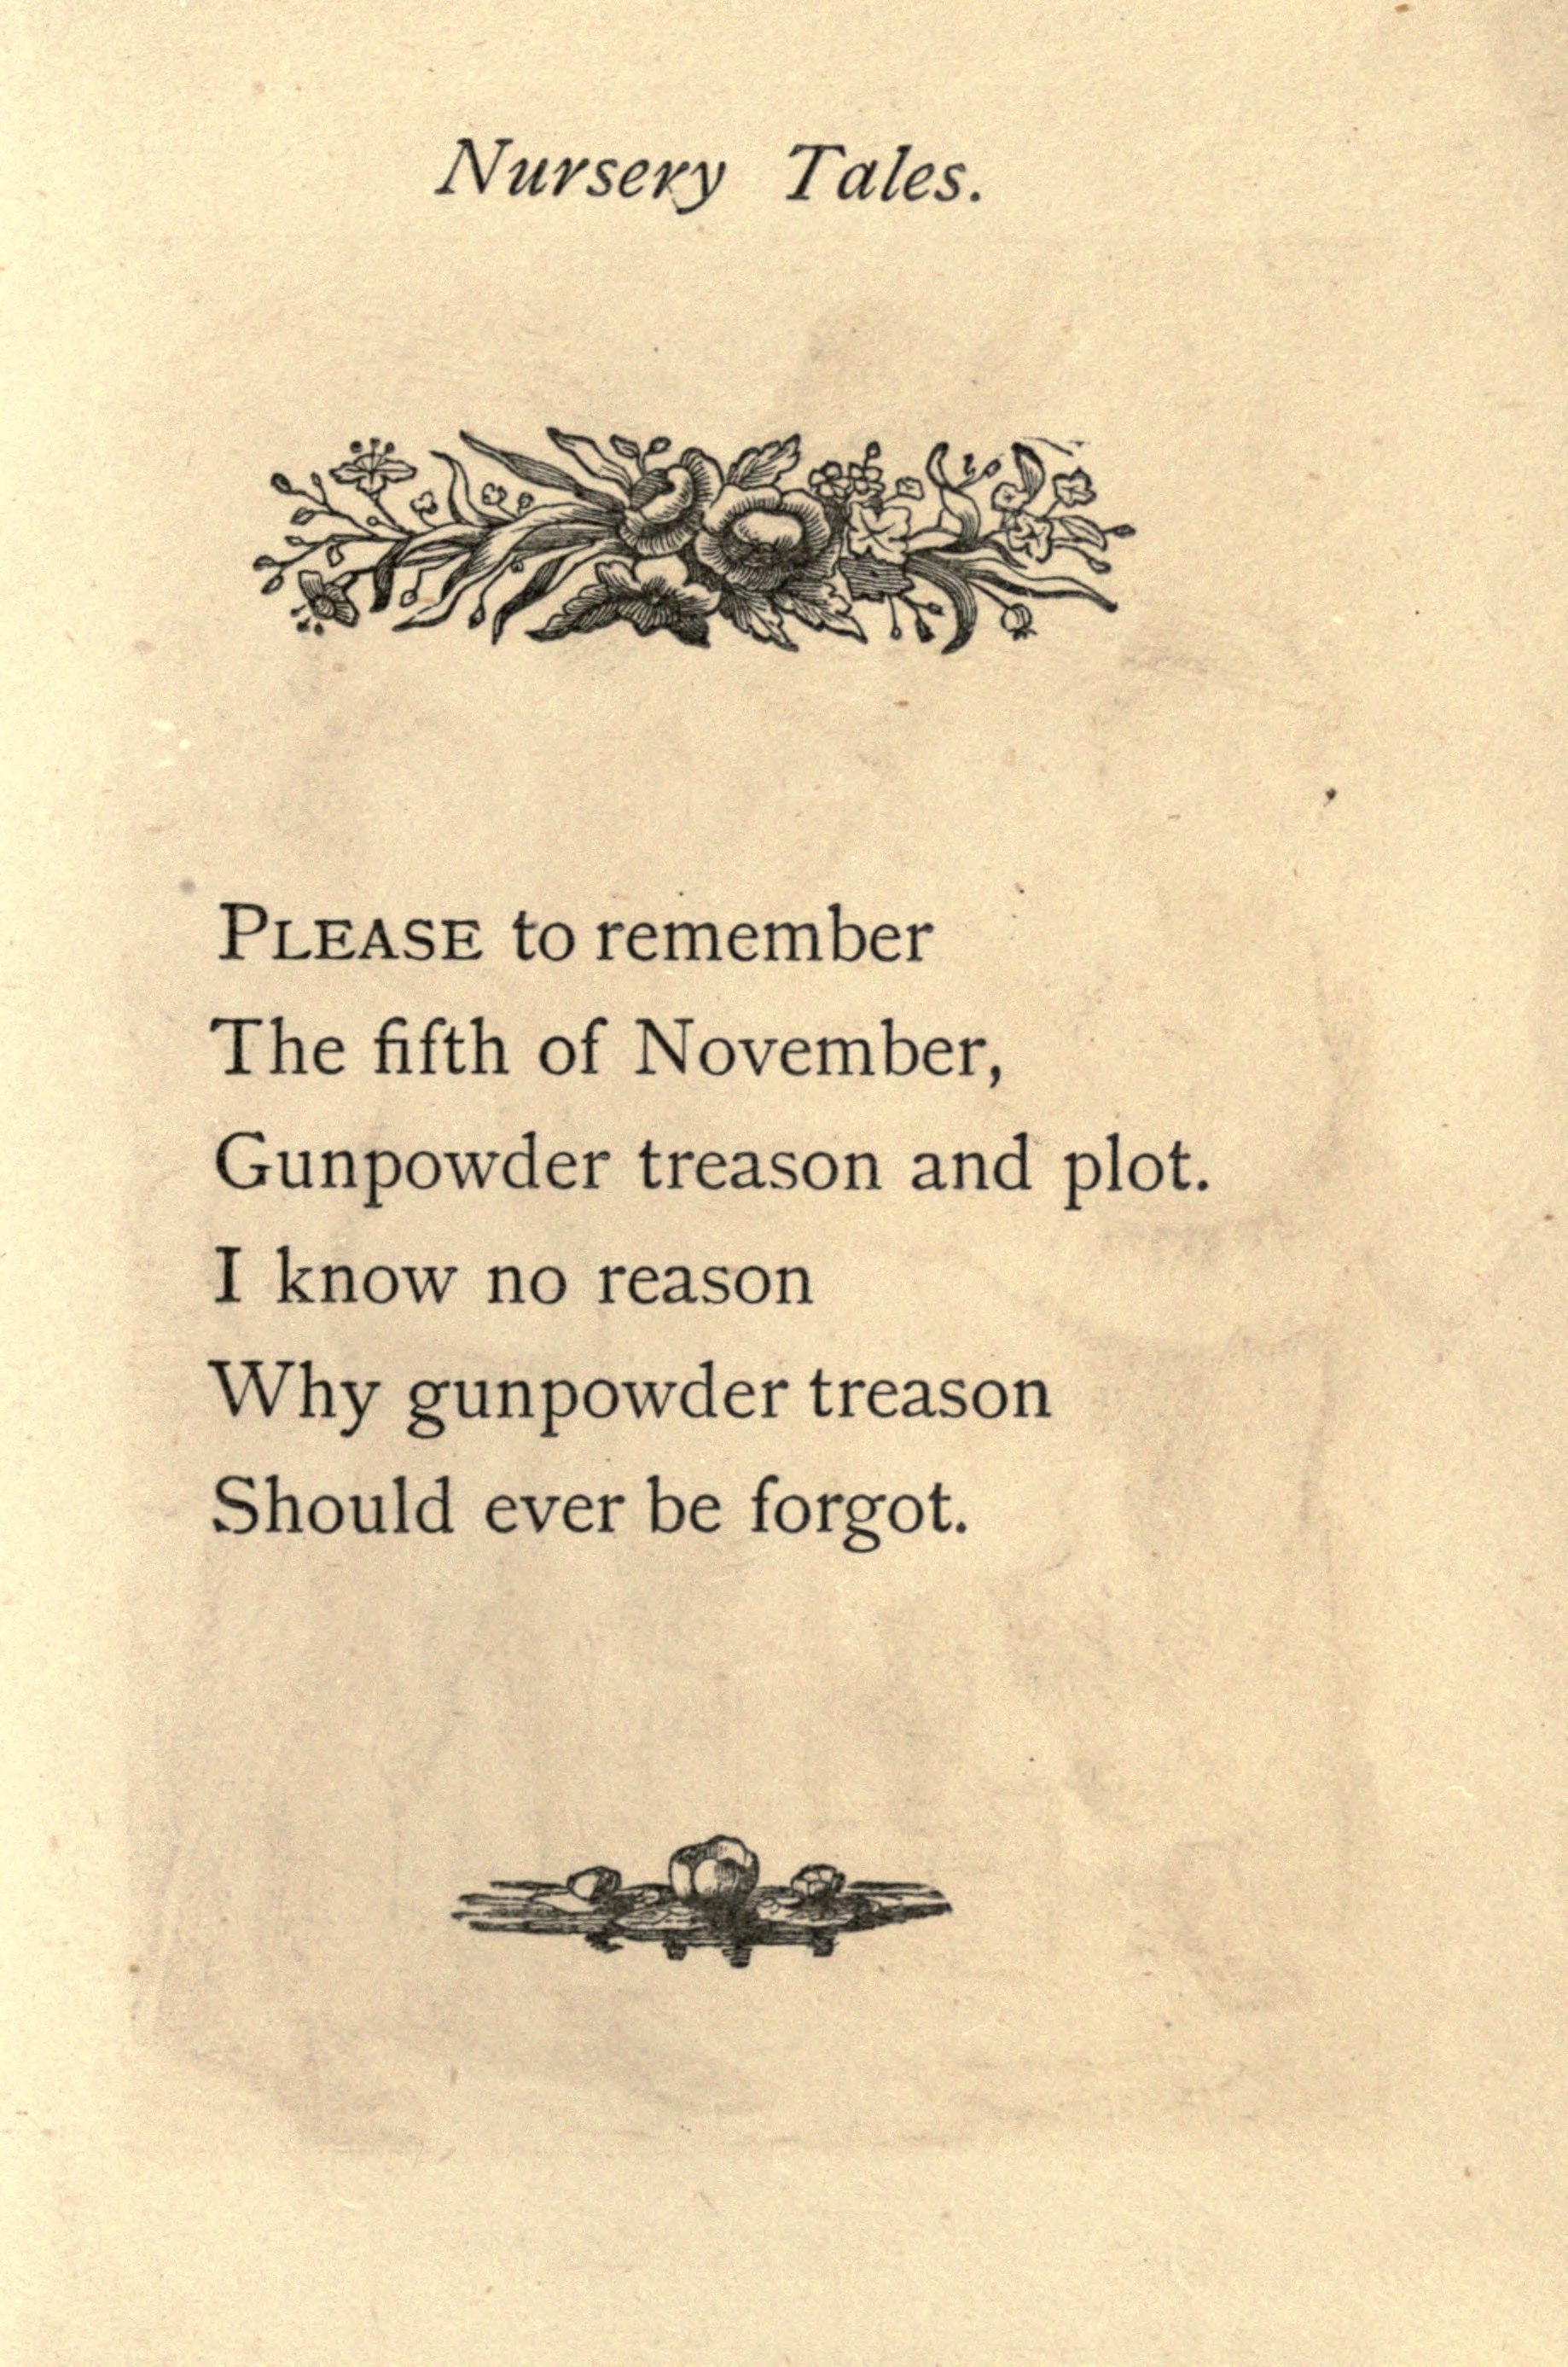 Nursery Tales.
PLEASE to remember
The fifth of November,
Gunpowder treason and plot.
I know no reason
Why gunpowder treason
Should ever be forgot.